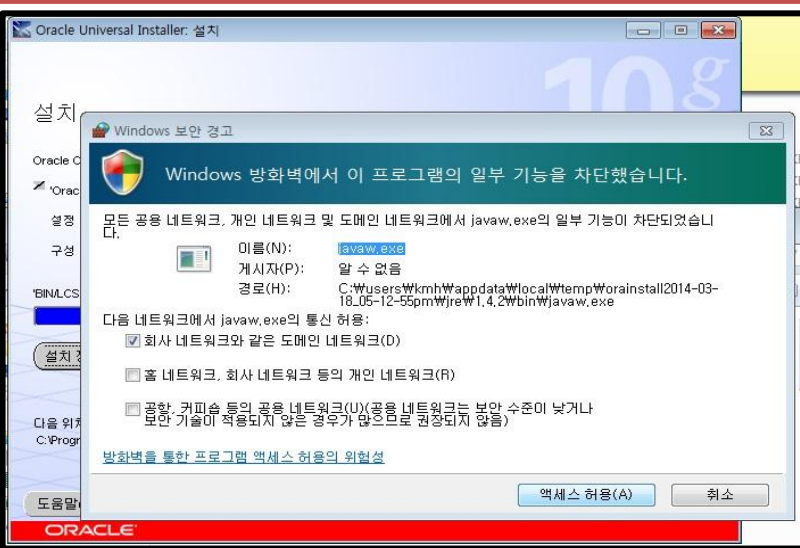 Oracle Universal Installer: 설치
10g
설치
Windows 보안 경고
Oracle
Windows 방화벽에서 이 프로그램의 일부 기능을 차단했습니다.
설정
구성
모든 공용 네트워크, 개인 네트워크 및 도메인 네트워크에서 javaw.exe의 일부 기능이 차단되었습니
다.
이름(N): javaw.exe
게시자(P): 알 수 없음
경로(H): C:₩users₩kmh₩appdata₩local₩temp₩orainstall2014-03-
18_05-12-55pm₩jre₩1.4.2₩bin₩javaw.exe
'BIN/LCS
다음 네트워크에서 javaw.exe의 통신 허용:
회사 네트워크와 같은 도메인 네트워크(D)
설치
홈 네트워크, 회사 네트워크 등의 개인 네트워크(R)
공항, 커피숍 등의 공용 네트워크(U)(공용 네트워크는 보안 수준이 낮거나
보안 기술이 적용되지 않은 경우가 많으므로 권장되지 않음)
다음
방화벽을 통한 프로그램 액세스 허용의 위험성
액세스 허용(A) 취소
도움말
ORACLE